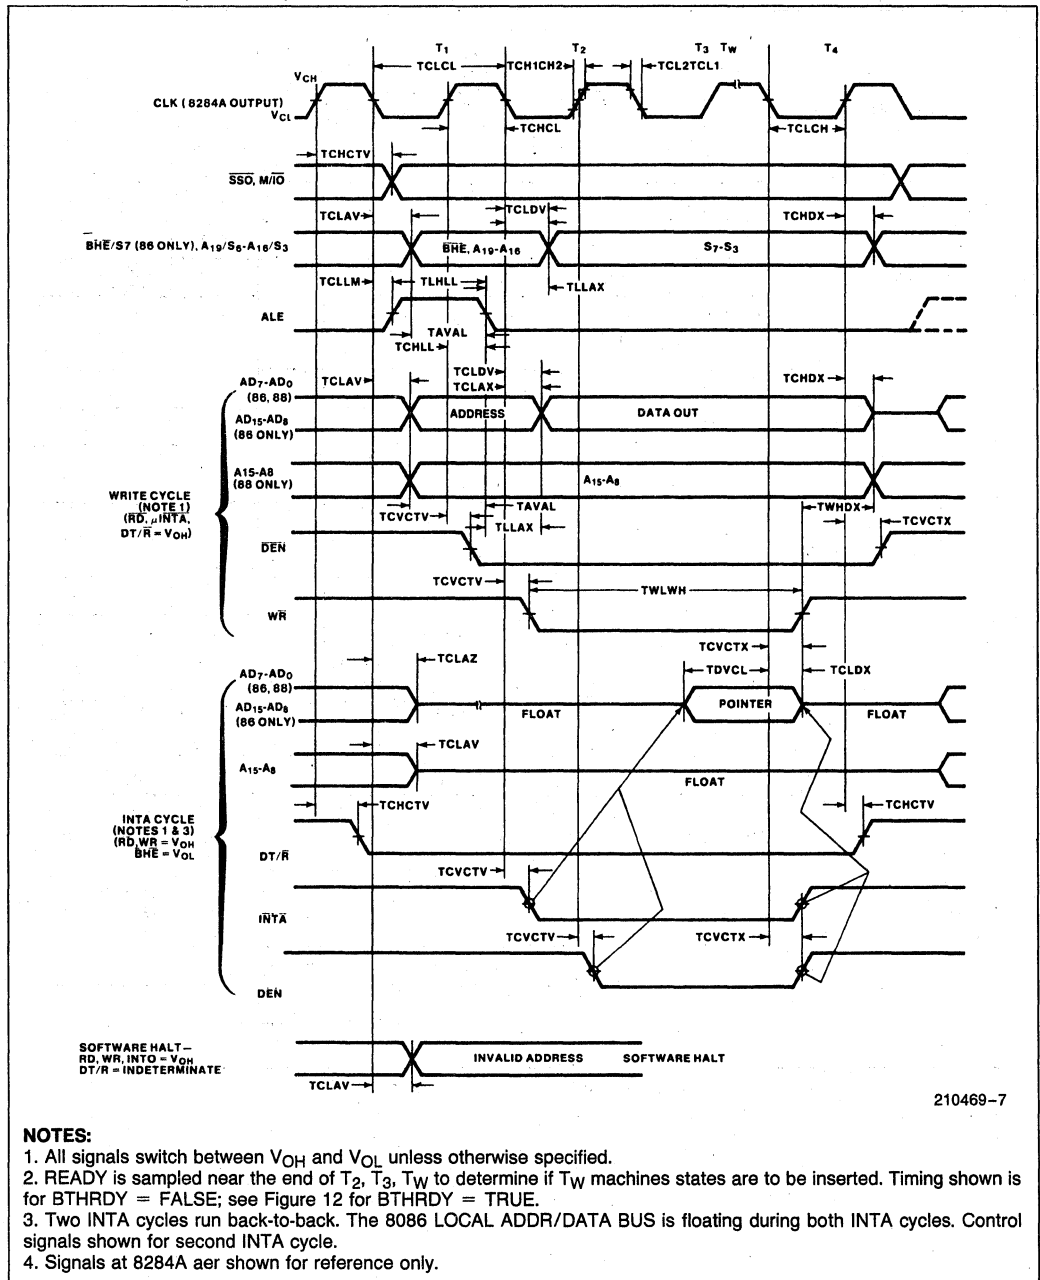 T1 T2 T3 TW T4
TCLCL TCH1CH2 TCL2TCL1
VCH
CLK (8284A OUTPUT)
VCL
TCHCL TCLCH
TCHCTV
SSO, M/IO
TCLAV TCLDV TCHDX
BHE/S7 (86 ONLY), A19/S6-A16/S3 BHE, A19-A16 S7-S3
TCLLM TLHLL TLLAX
ALE
TAVAL
TCHLL
TCLDV
TCLAV TCLAX TCHDX
AD7-AD0
(86, 88)
ADDRESS DATA OUT
AD15-AD8
(86 ONLY)
A15-A8
(88 ONLY)
A15-A8
WRITE CYCLE
(NOTE 1)
(RD, μINTA,
DT/R = VOH)
TCVCTV TAVAL TWHDX TCVCTX
TLLAX
DEN
TCVCTV TWLWH
WR
TCVCTX
TCLAZ TDVCL TCLDX
AD7-AD0
(86, 88)
AD15-AD8
(86 ONLY)
FLOAT POINTER FLOAT
TCLAV
A15-A8 FLOAT
TCHCTV TCHCTV
INTA CYCLE
(NOTES 1 & 3)
(RD, WR = VOH
BHE = VOL
DT/R
TCVCTV
INTA
TCVCTV TCVCTX
DEN
SOFTWARE HALT—
RD, WR, INTO = VOH
DT/R = INDETERMINATE
INVALID ADDRESS SOFTWARE HALT
TCLAV
210469-7
NOTES:
1. All signals switch between VOH and VOL unless otherwise specified.
2. READY is sampled near the end of T2, T3, TW to determine if TW machines states are to be inserted. Timing shown is
for BTHRDY = FALSE; see Figure 12 for BTHRDY = TRUE.
3. Two INTA cycles run back-to-back. The 8086 LOCAL ADDR/DATA BUS is floating during both INTA cycles. Control
signals shown for second INTA cycle.
4. Signals at 8284A aer shown for reference only.